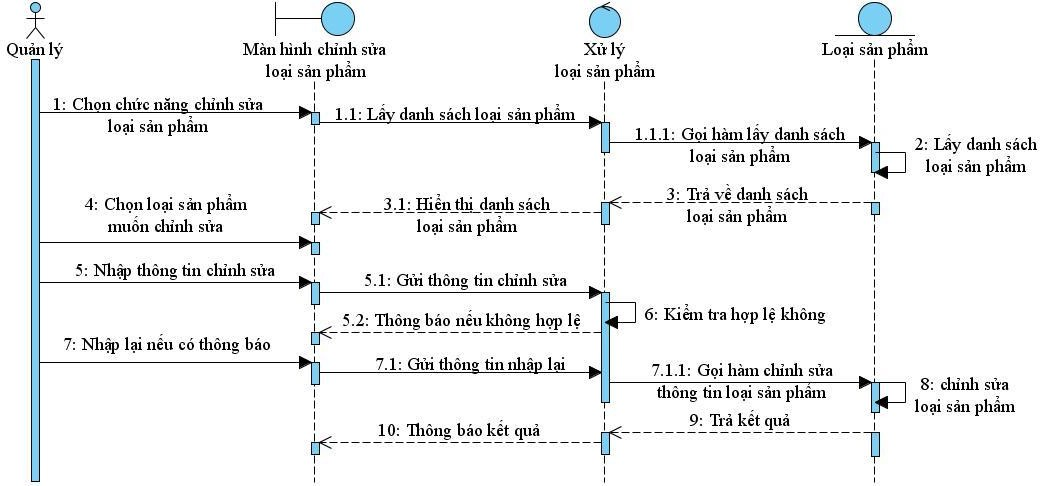 Quản lý
Màn hình chỉnh sửa
loại sản phẩm
Xử lý
loại sản phẩm
Loại sản phẩm
1: Chọn chức năng chỉnh sửa
loại sản phẩm
1.1: Lấy danh sách loại sản phẩm
1.1.1: Gọi hàm lấy danh sách
loại sản phẩm
2: Lấy danh sách
loại sản phẩm
3: Trả về danh sách
loại sản phẩm
3.1: Hiển thị danh sách
loại sản phẩm
4: Chọn loại sản phẩm
muốn chỉnh sửa
5: Nhập thông tin chỉnh sửa
5.1: Gửi thông tin chỉnh sửa
6: Kiểm tra hợp lệ không
5.2: Thông báo nếu không hợp lệ
7: Nhập lại nếu có thông báo
7.1: Gửi thông tin nhập lại
7.1.1: Gọi hàm chỉnh sửa
thông tin loại sản phẩm
8: chỉnh sửa
loại sản phẩm
9: Trả kết quả
10: Thông báo kết quả